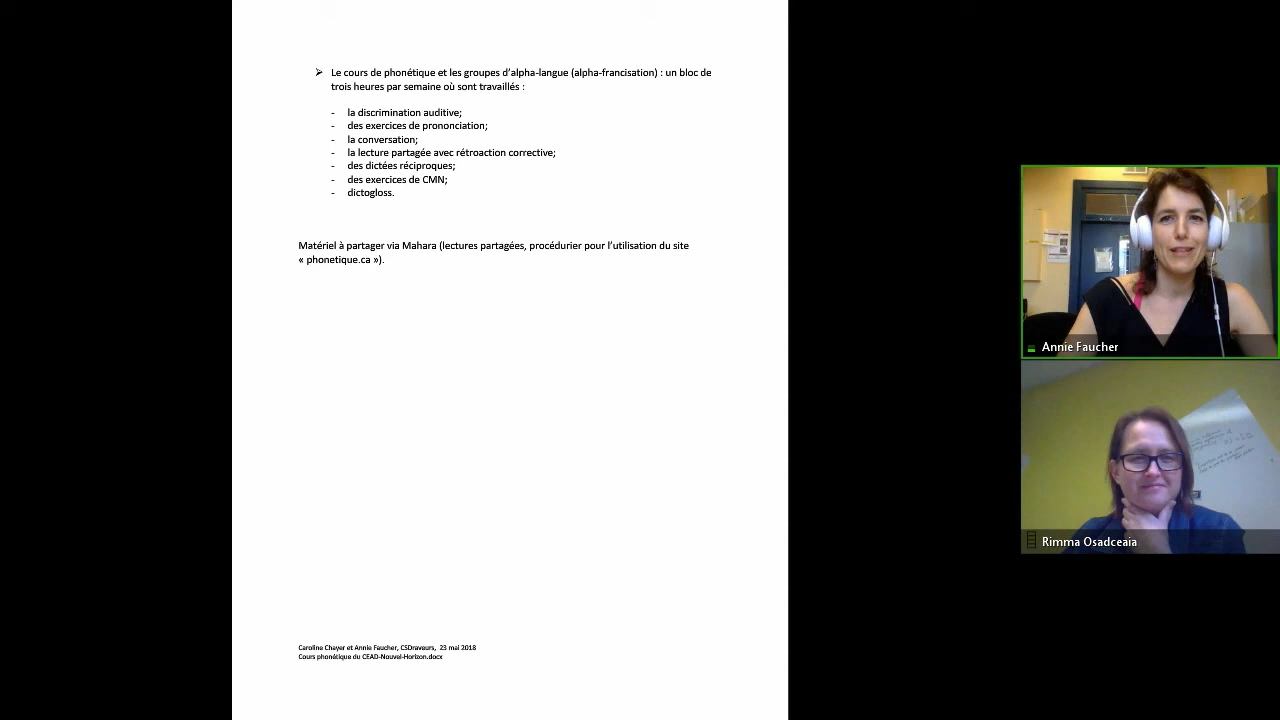 ➢ Le cours de phonétique et les groupes d'alpha-langue (alpha-francisation) : un bloc de
trois heures par semaine où sont travaillés :
- la discrimination auditive;
- des exercices de prononciation;
- la conversation;
- la lecture partagée avec rétroaction corrective;
- des dictées réciproques;
- des exercices de CMN;
- dictogloss.
Matériel à partager via Mahara (lectures partagées, procédurier pour l'utilisation du site
« phonetique.ca »).
Caroline Chayer et Annie Faucher, CSDraveurs, 23 mai 2018
Cours phonétique du CEAD-Nouvel-Horizon.docx
Annie Faucher
Rimma Osadceaia